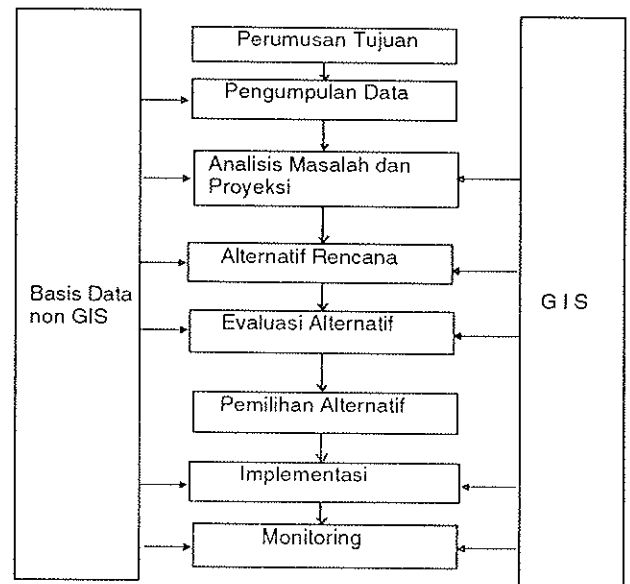 Perumusan Tujuan
Pengumpulan Data
Analisis Masalah dan
Proyeksi
Alternatif Rencana
Basis Data
non GIS
G I S
Evaluasi Alternatif
Pemilihan Alternatif
Implementasi
Monitoring